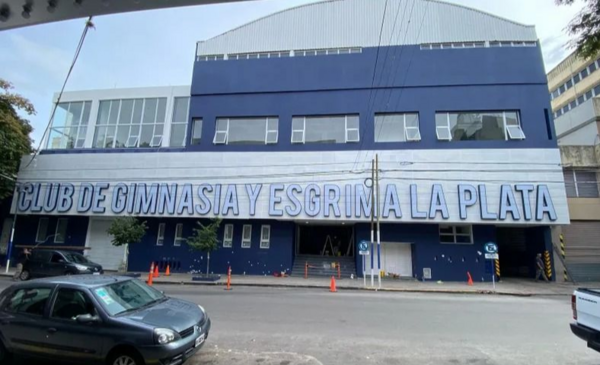 CLUB DE GIMNASIA Y ESGRIMA LA PLATA